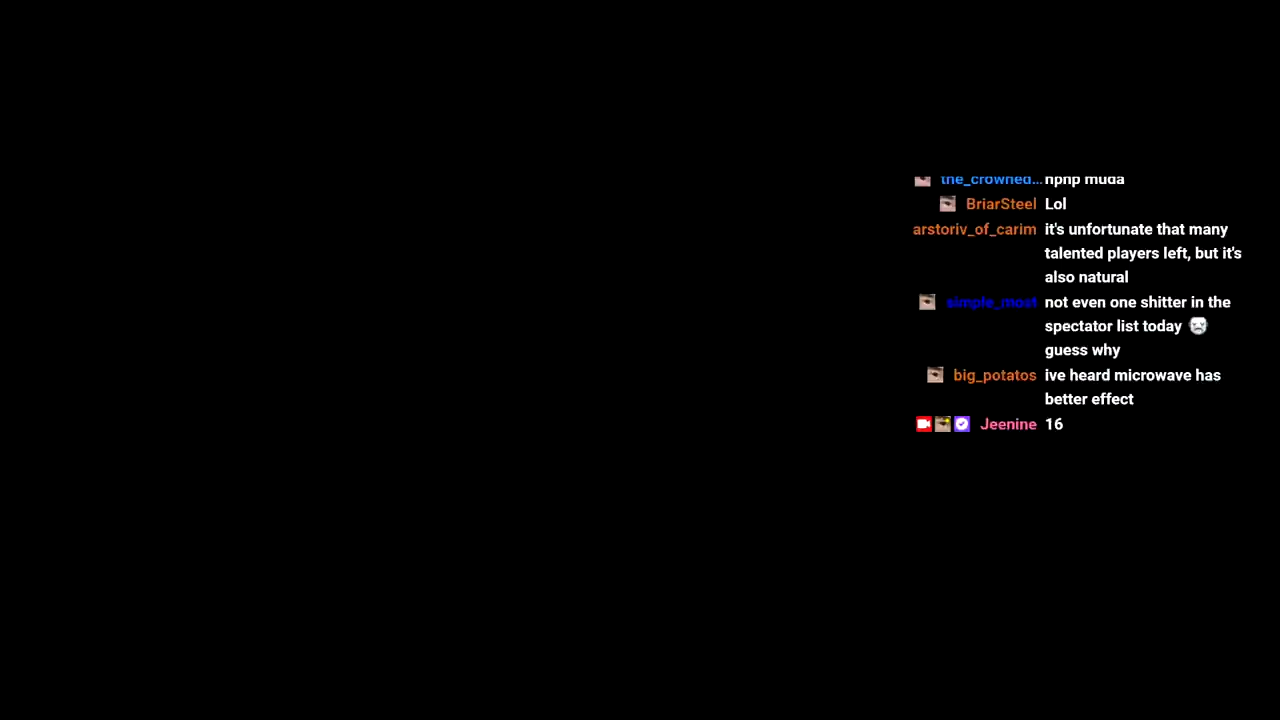 the_crowned... npnp muda
BriarSteel Lol
arstoriv_of_carim it's unfortunate that many
talented players left, but it's
also natural
simple_most not even one shitter in the
spectator list today
guess why
big_potatos ive heard microwave has
better effect
Jeenine 16